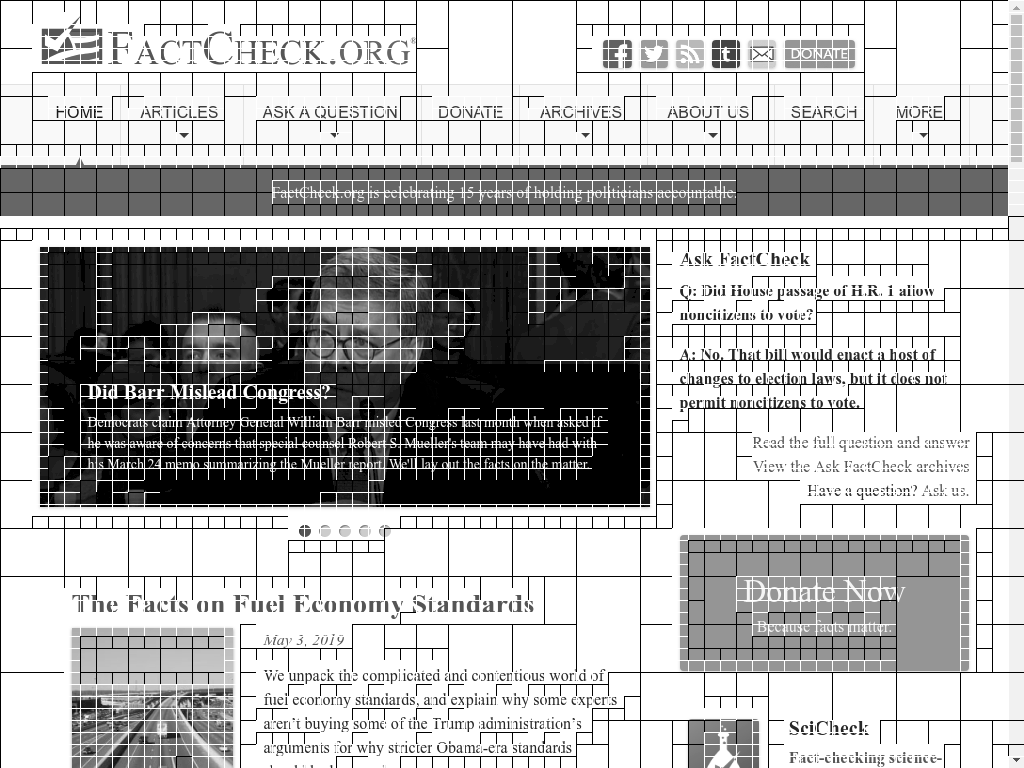 FACTCHECK.ORG®
DONATE
HOME
ARTICLES
ASK A QUESTION
DONATE
ARCHIVES
ABOUT US
SEARCH
MORE
FactCheck.org is celebrating 15 years of holding politicians accountable.
Did Barr Mislead Congress?
Democrats claim Attorney General William Barr misled Congress last month when asked if
he was aware of concerns that special counsel Robert S. Mueller's team may have had with
his March 24 memo summarizing the Mueller report. We'll lay out the facts on the matter.
Ask FactCheck
Q: Did House passage of H.R. 1 allow
noncitizens to vote?
A: No. That bill would enact a host of
changes to election laws, but it does not
permit noncitizens to vote.
Read the full question and answer
View the Ask FactCheck archives
Have a question? Ask us.
Donate Now
Because facts matter.
The Facts on Fuel Economy Standards
May 3, 2019
We unpack the complicated and contentious world of
fuel economy standards, and explain why some experts
aren't buying some of the Trump administration's
arguments for why stricter Obama-era standards
SciCheck
Fact-checking science-